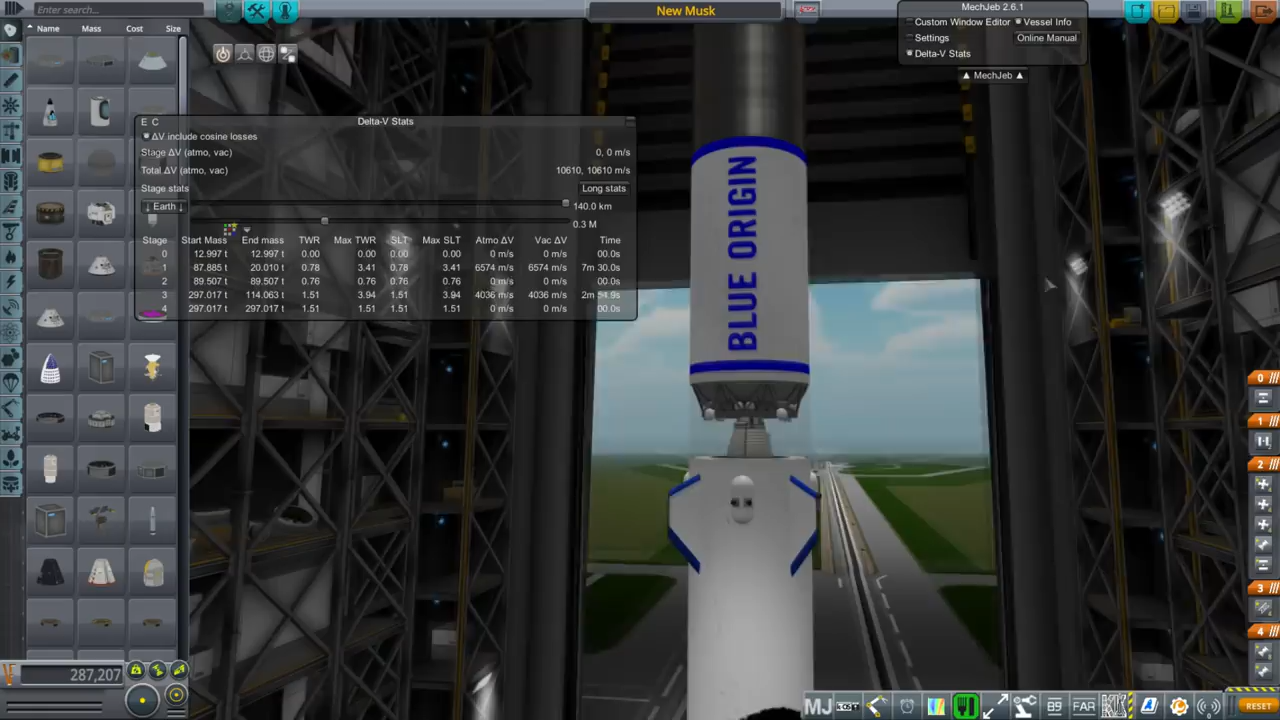 Enter search...
New Musk
MechJeb 2.6.1
Custom Window Editor Vessel Info
Settings Online Manual
Delta-V Stats
▲ MechJeb ▲
Name Mass Cost Size
E C Delta-V Stats
ΔV include cosine losses
Stage ΔV (atmo, vac) 0, 0 m/s
Total ΔV (atmo, vac) 10610, 10610 m/s
Stage stats Long stats
↓ Earth ↓ 140.0 km
0.3 M
Stage Start Mass End mass TWR Max TWR SLT Max SLT Atmo ΔV Vac ΔV Time
0 12.997 t 12.997 t 0.00 0.00 0.00 0.00 0 m/s 0 m/s 00.0s
1 87.885 t 20.010 t 0.78 3.41 0.78 3.41 6574 m/s 6574 m/s 7m 30.0s
2 89.507 t 89.507 t 0.76 0.76 0.76 0.76 0 m/s 0 m/s 00.0s
3 297.017 t 114.063 t 1.51 3.94 1.51 3.94 4036 m/s 4036 m/s 2m
4 297.017 t 297.017 t 1.51 1.51 1.51 1.51 0 m/s 0 m/s 00.0s
BLUE ORIGIN
0
1
2
3
4
287,207
MJ
89
FAR
RESET